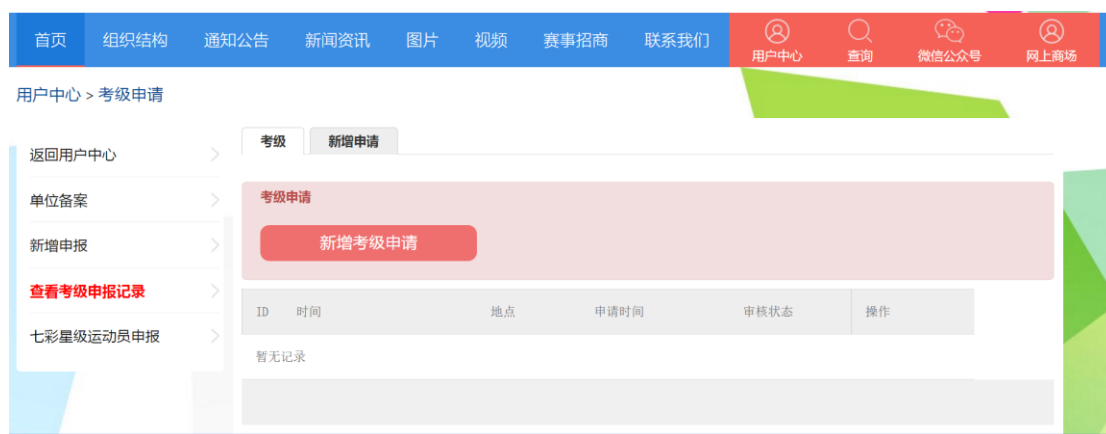 首页 组织结构 通知公告 新闻资讯 图片 视频 赛事招商 联系我们 用户中心 查询 微信公众号 网上商场
用户中心 > 考级申请
返回用户中心
单位备案
新增申报
查看考级申报记录
七彩星级运动员申报
考级 新增申请
考级申请
新增考级申请
ID 时间 地点 申请时间 审核状态 操作
暂无记录